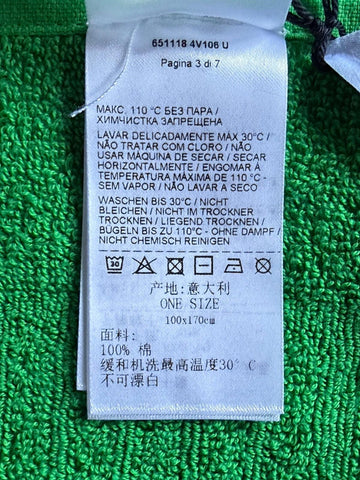 651118 4V106 U
Pagina 3 di 7
МАКС. 110 °C БЕЗ ПАРА /
ХИМЧИСТКА ЗАПРЕЩЕНА
LAVAR DELICADAMENTE MÁX 30°C /
NÃO TRATAR COM CLORO / NÃO
USAR MÁQUINA DE SECAR / SECAR
HORIZONTALMENTE / ENGOMAR À
TEMPERATURA MÁXIMA DE 110°C -
SEM VAPOR / NÃO LAVAR A SECO
WASCHEN BIS 30°C / NICHT
BLEICHEN / NICHT IM TROCKNER
TROCKNEN / LIEGEND TROCKNEN /
BÜGELN BIS ZU 110°C - OHNE DAMPF /
NICHT CHEMISCH REINIGEN
30
产地:意大利
ONE SIZE
100x170cm
面料:
100% 棉
缓和机洗最高温度30°C
不可漂白